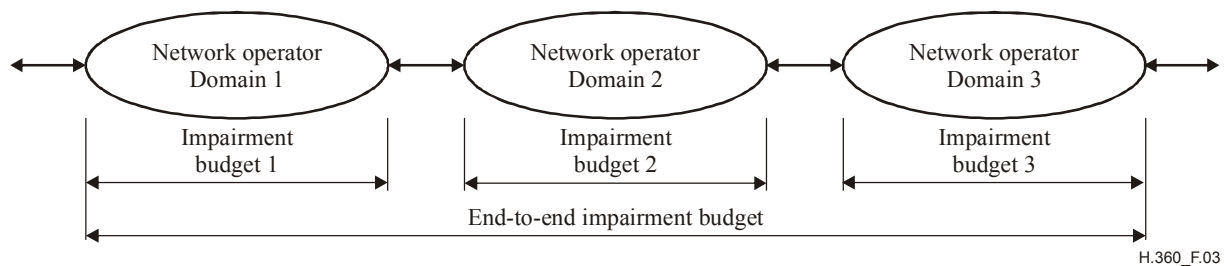 Network operator
Domain 1
Network operator
Domain 2
Network operator
Domain 3
Impairment
budget 1
Impairment
budget 2
Impairment
budget 3
End-to-end impairment budget
H.360_F.03